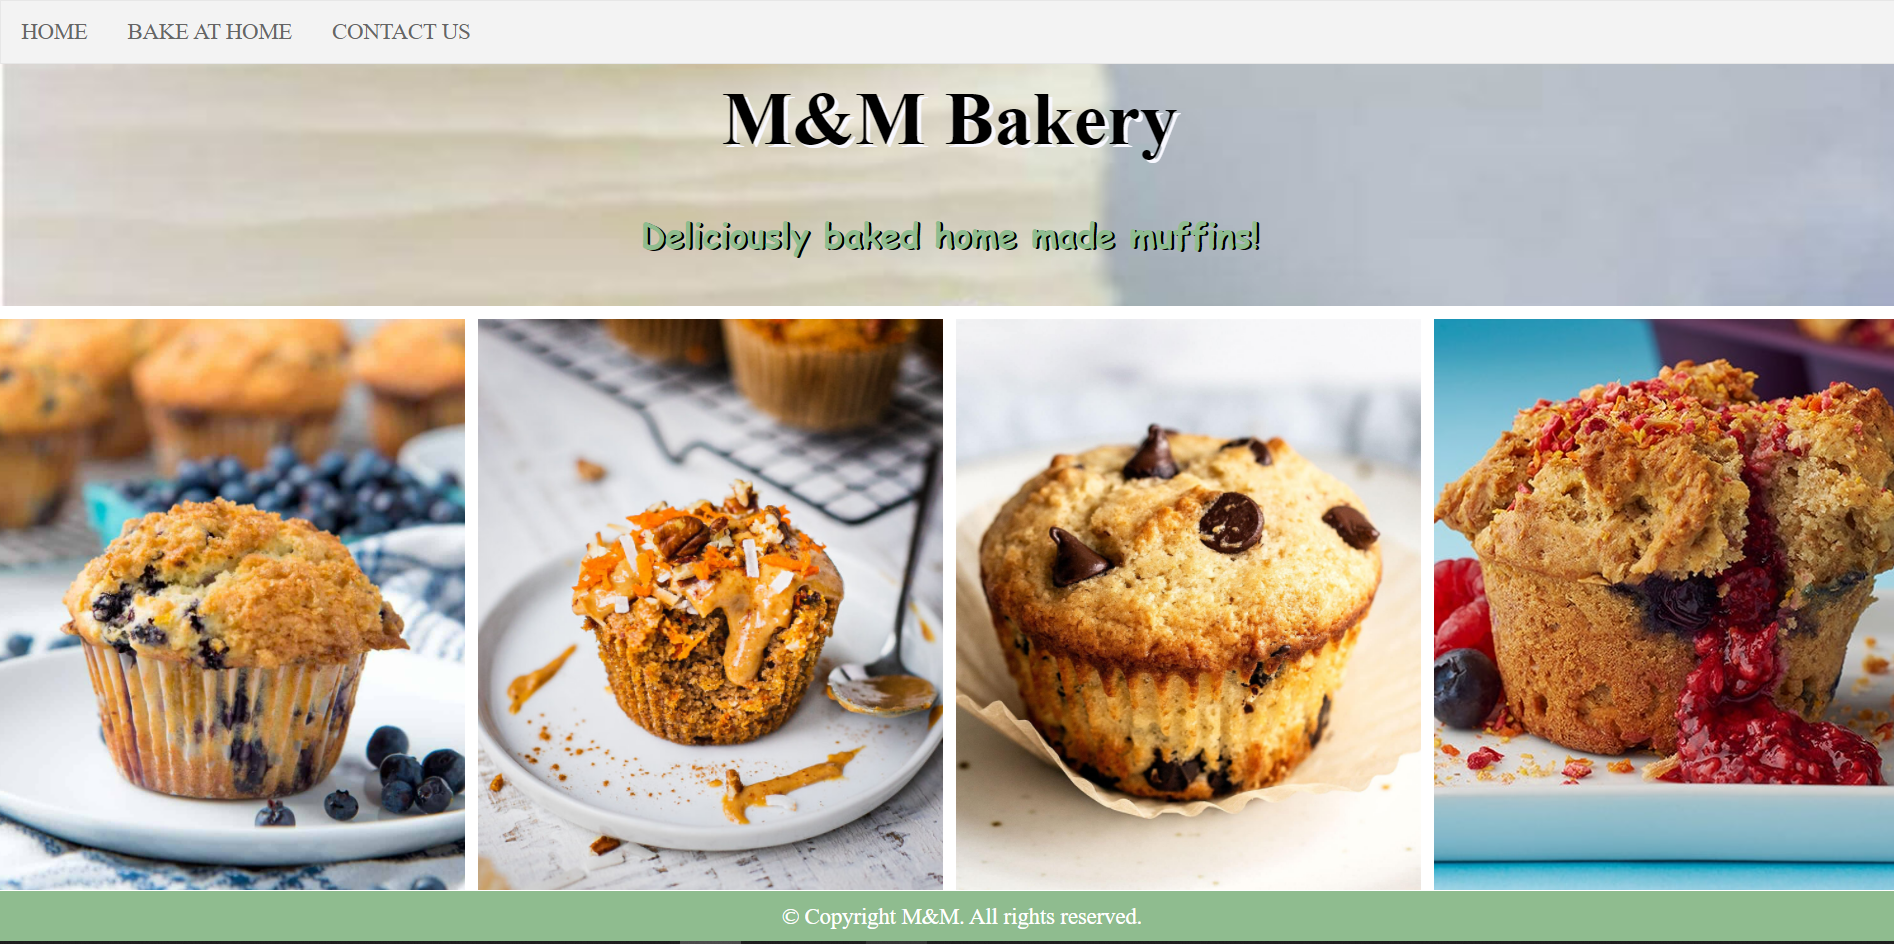 HOME BAKE AT HOME CONTACT US
M&M Bakery
Deliciously baked home made muffins!
© Copyright M&M. All rights reserved.